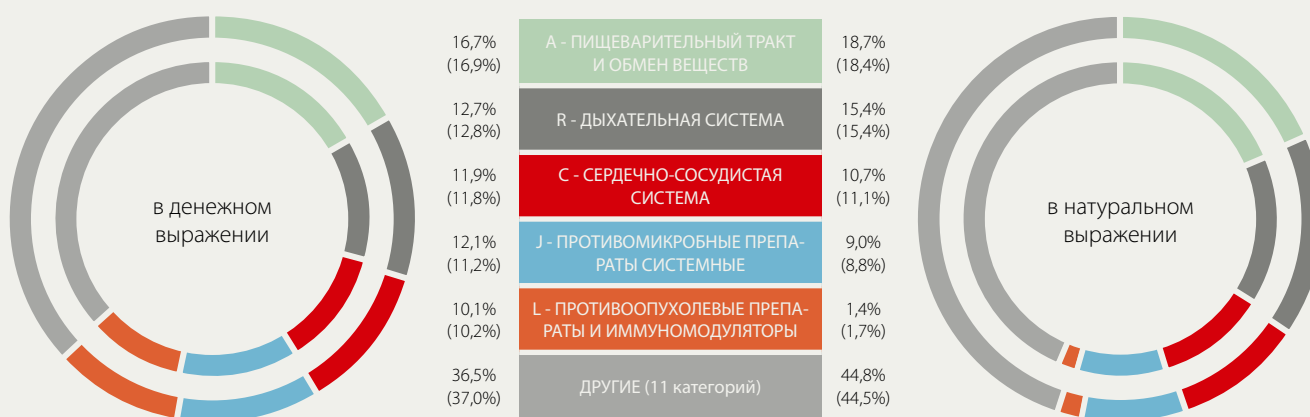 в денежном
выражении
16,7%
(16,9%)
А - ПИЩЕВАРИТЕЛЬНЫЙ ТРАКТ
И ОБМЕН ВЕЩЕСТВ
18,7%
(18,4%)
12,7%
(12,8%)
R - ДЫХАТЕЛЬНАЯ СИСТЕМА
15,4%
(15,4%)
11,9%
(11,8%)
С - СЕРДЕЧНО-СОСУДИСТАЯ
СИСТЕМА
10,7%
(11,1%)
12,1%
(11,2%)
J - ПРОТИВОМИКРОБНЫЕ ПРЕПА-
РАТЫ СИСТЕМНЫЕ
9,0%
(8,8%)
10,1%
(10,2%)
L - ПРОТИВООПУХОЛЕВЫЕ ПРЕПА-
РАТЫ И ИММУНОМОДУЛЯТОРЫ
1,4%
(1,7%)
36,5%
(37,0%)
ДРУГИЕ (11 категорий)
44,8%
(44,5%)
в натуральном
выражении